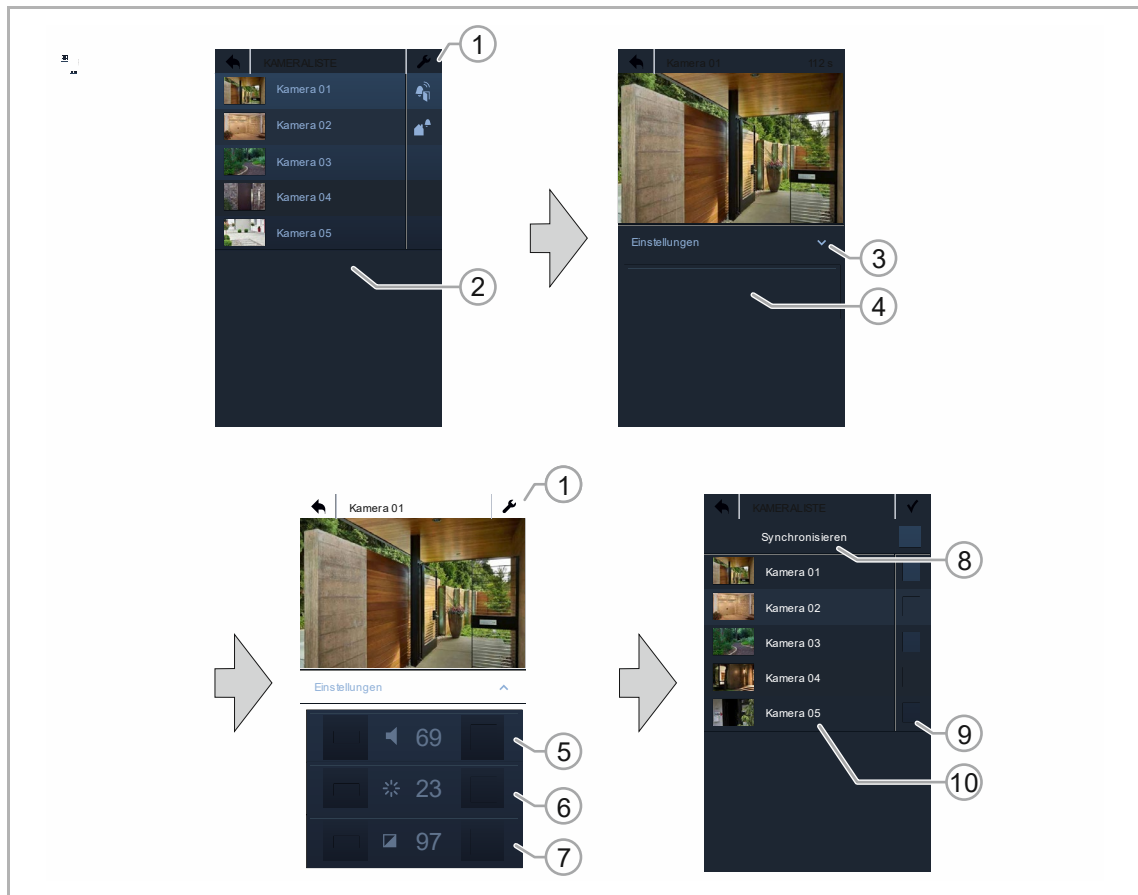 1
KAMERALISTE
Kamera 01
Kamera 02
Kamera 03
Kamera 04
Kamera 05
2
Kamera 01 112 s
Einstellungen
3
4
1
Kamera 01
Einstellungen
69
5
23
6
97
7
KAMERALISTE
Synchronisieren
8
Kamera 01
Kamera 02
Kamera 03
Kamera 04
Kamera 05
9
10